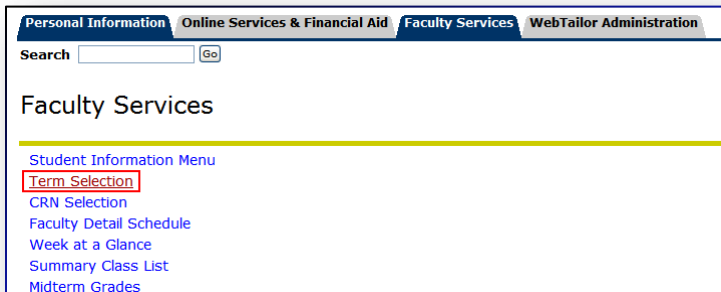 Personal Information Online Services & Financial Aid Faculty Services WebTailor Administration
Search Go
Faculty Services
Student Information Menu
Term Selection
CRN Selection
Faculty Detail Schedule
Week at a Glance
Summary Class List
Midterm Grades